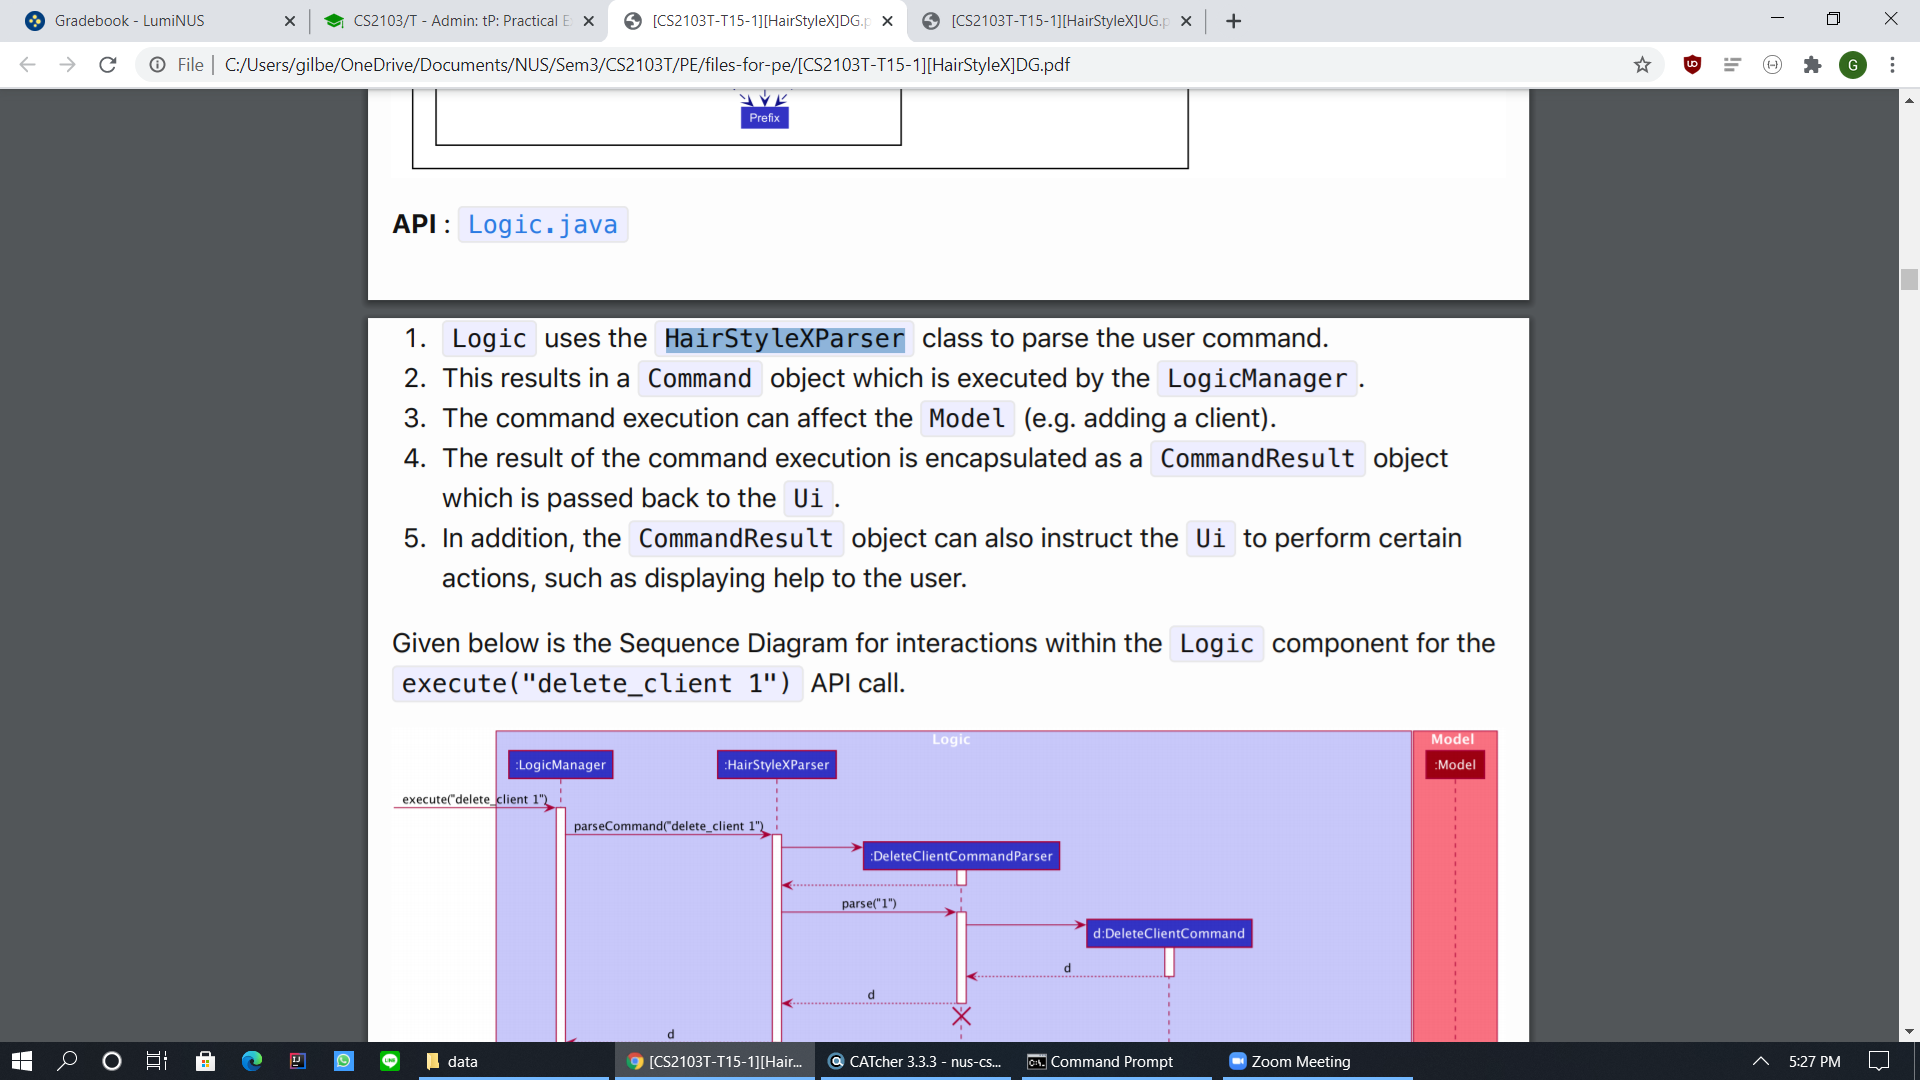 Gradebook - LumiNUS
CS2103/T - Admin: tP: Practical E
[CS2103T-T15-1][HairStyleX]DG.p
[CS2103T-T15-1][HairStyleX]UG.p
File
C:/Users/gilbe/OneDrive/Documents/NUS/Sem3/CS2103T/PE/files-for-pe/[CS2103T-T15-1][HairStyleX]DG.pdf
G
Prefix
API : Logic.java
1. Logic uses the HairStyleXParser class to parse the user command.
2. This results in a Command object which is executed by the LogicManager .
3. The command execution can affect the Model (e.g. adding a client).
4. The result of the command execution is encapsulated as a CommandResult object
which is passed back to the Ui .
5. In addition, the CommandResult object can also instruct the Ui to perform certain
actions, such as displaying help to the user.
Given below is the Sequence Diagram for interactions within the Logic component for the
execute("delete_client 1") API call.
Logic
Model
:LogicManager
:HairStyleXParser
:Model
execute("delete_client 1")
parseCommand("delete_client 1")
:DeleteClientCommandParser
parse("1")
d:DeleteClientCommand
d
d
d
data
[CS2103T-T15-1][Hair...
CATcher 3.3.3 - nus-cs...
Command Prompt
Zoom Meeting
5:27 PM